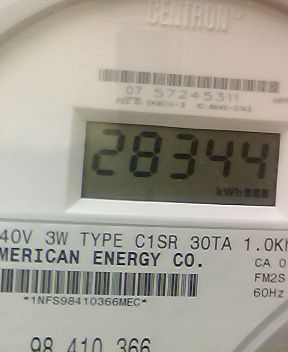 CENTRON®
07 57245311
28344
kWh
40V 3W TYPE C1SR 30TA 1.0Kh
MERICAN ENERGY CO.
CA 0
FM2S
60Hz
*1NFS98410366MEC*
98 410 366